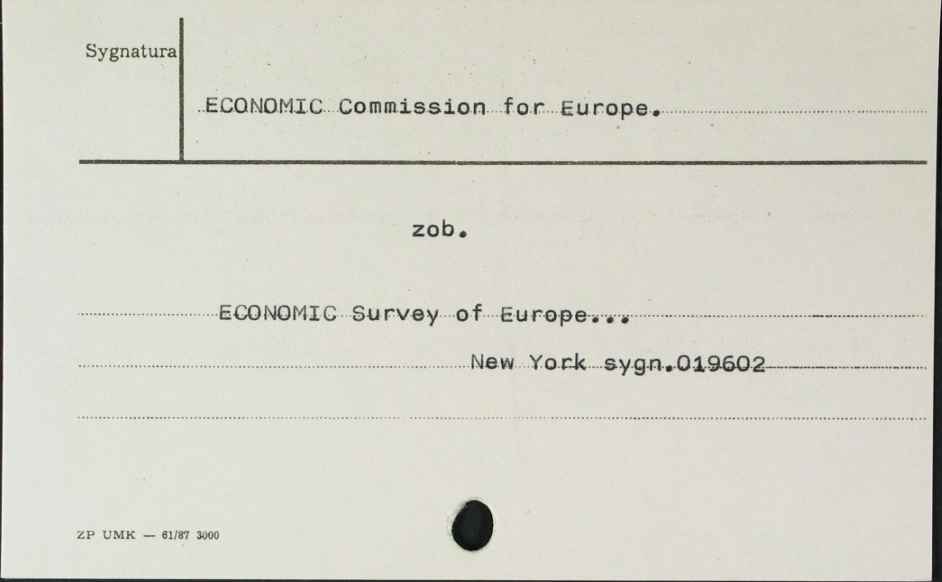 Sygnatura
ECONOMIC Commission for Europe.
zob.
ECONOMIC Survey of Europe...
New York sygn.019602
ZP UMK — 61/87 3000